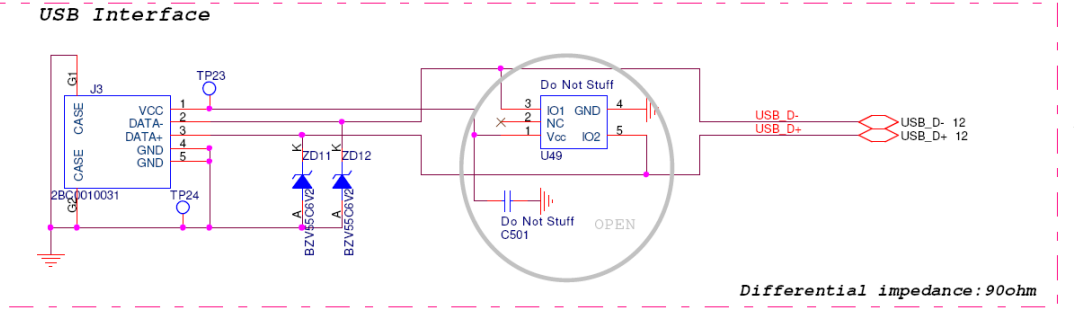 USB Interface
G1
J3
CASE
CASE
G2
2BC0010031
VCC 1
DATA- 2
DATA+ 3
GND 4
GND 5
TP23
TP24
K
ZD11
A
BZV55C6V2
K
ZD12
A
BZV55C6V2
Do Not Stuff
3 IO1 GND 4
2 NC
1 Vcc IO2 5
U49
Do Not Stuff
C501
OPEN
USB_D- USB_D- 12
USB_D+ USB_D+ 12
Differential impedance:90ohm